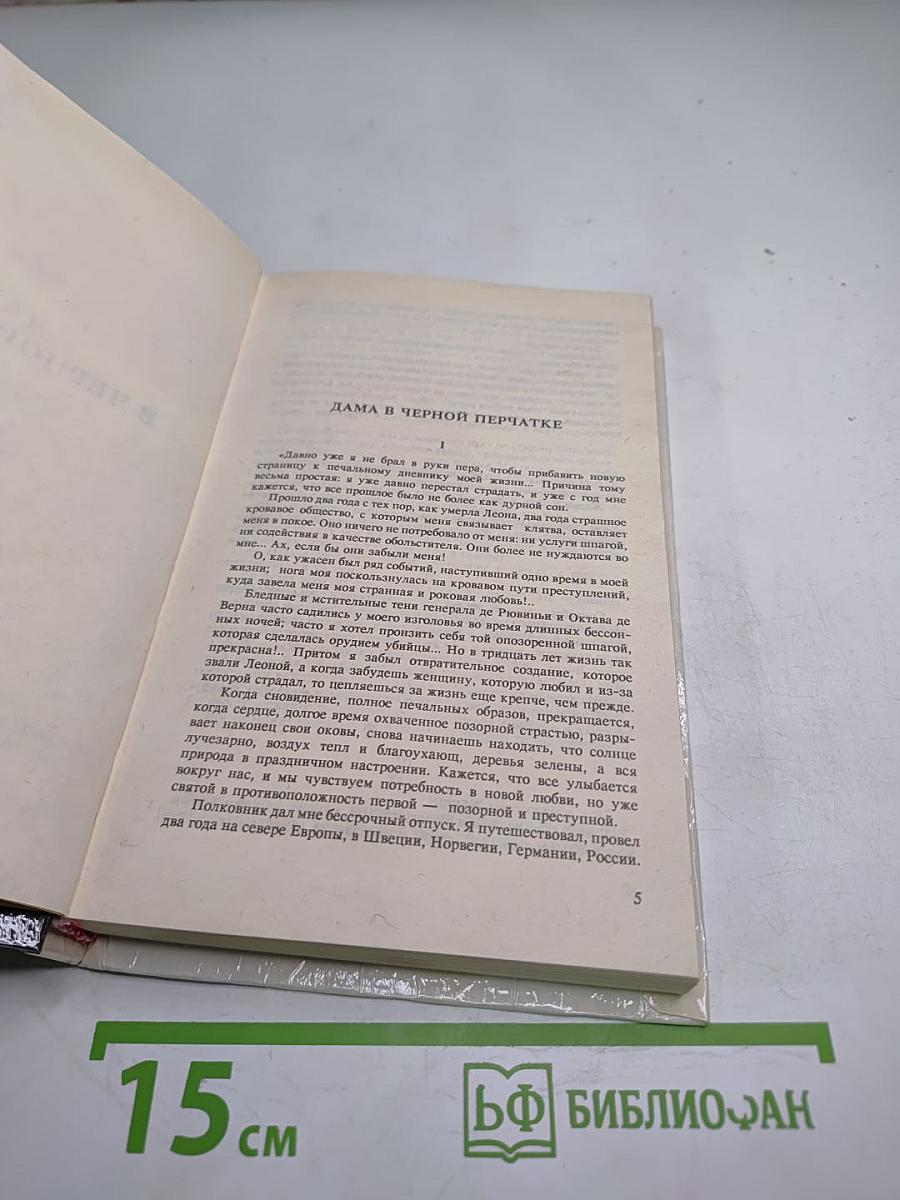 ДАМА В ЧЕРНОЙ ПЕРЧАТКЕ
I
«Давно уже я не брал в руки пера, чтобы прибавить новую
страницу к печальному дневнику моей жизни... Причина тому
весьма простая: я уже давно перестал страдать, и уже с год мне
кажется, что все прошлое было не более как дурной сон.
Прошло два года с тех пор, как умерла Леона, два года страшное
кровавое общество, с которым меня связывает клятва, оставляет
меня в покое. Оно ничего не потребовало от меня: ни услуги шпагой,
ни содействия в качестве обольстителя. Они более не нуждаются во
мне... Ах, если бы они забыли меня!
О, как ужасен был ряд событий, наступивший одно время в моей
жизни; нога моя поскользнулась на кровавом пути преступлений,
куда завела меня моя странная и роковая любовь!..
Бледные и мстительные тени генерала де Рювиньи и Октава де
Верна часто садились у моего изголовья во время длинных бессон-
ных ночей; часто я хотел пронзить себя той опозоренной шпагой,
которая сделалась орудием убийцы... Но в тридцать лет жизнь так
прекрасна!.. Притом я забыл отвратительное создание, которое
звали Леоной, а когда забудешь женщину, которую любил и из-за
которой страдал, то цепляешься за жизнь еще крепче, чем прежде.
Когда сновидение, полное печальных образов, прекращается,
когда сердце, долгое время охваченное позорной страстью, разры-
вает наконец свои оковы, снова начинаешь находить, что солнце
лучезарно, воздух тепл и благоухающ, деревья зелены, а вся
природа в праздничном настроении. Кажется, что все улыбается
вокруг нас, и мы чувствуем потребность в новой любви, но уже
святой в противоположность первой — позорной и преступной.
Полковник дал мне бессрочный отпуск. Я путешествовал, провел
два года на севере Европы, в Швеции, Норвегии, Германии, России.
5
15 см
БФ БИБЛИОФАН